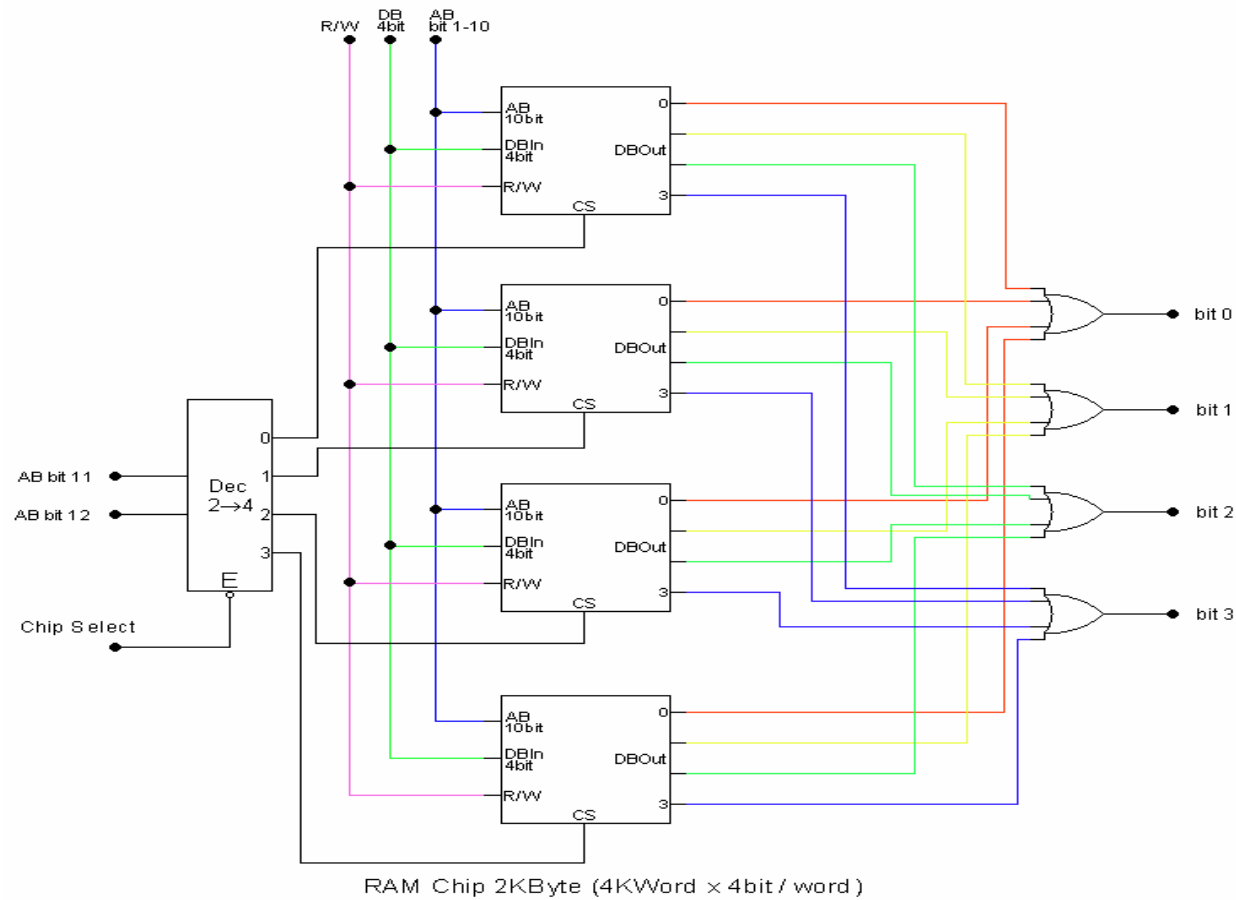 R/W
DB
4bit
AB
bit 1-10
AB
10bit
DBIn
4bit
R/W
CS
DBOut
0
3
AB
10bit
DBIn
4bit
R/W
CS
DBOut
0
3
bit 0
bit 1
AB bit 11
AB bit 12
Dec
2→4
0
1
2
3
E
Chip Select
AB
10bit
DBIn
4bit
R/W
CS
DBOut
0
3
bit 2
bit 3
AB
10bit
DBIn
4bit
R/W
CS
DBOut
0
3
RAM Chip 2KByte (4KWord x 4bit / word)